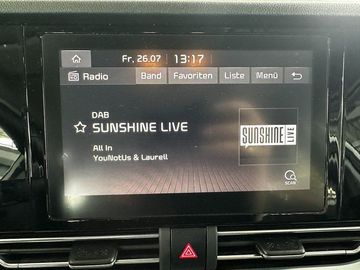 Fr, 26.07 13:17
Radio Band Favoriten Liste Menü
DAB
SUNSHINE LIVE
All In
YouNotUs & Laurell
SUNSHINE LIVE
SCAN